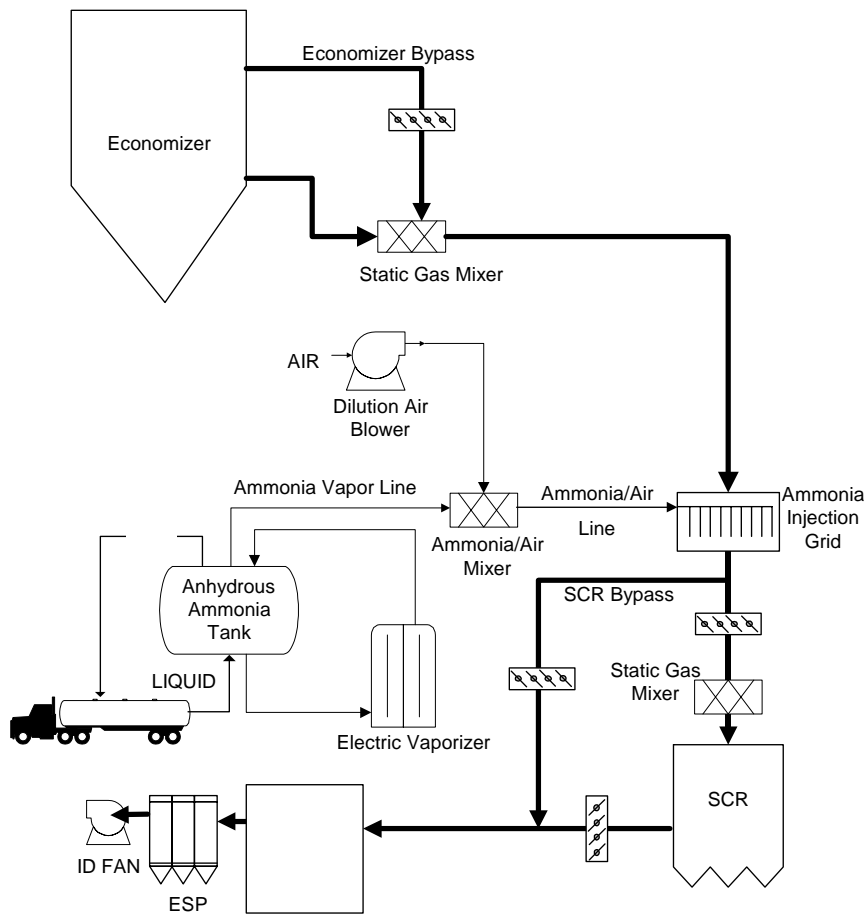 Economizer Bypass
Economizer
Static Gas Mixer
AIR
Dilution Air
Blower
Ammonia Vapor Line
Ammonia/Air
Line
Ammonia
Injection
Grid
Ammonia/Air
Mixer
Anhydrous
Ammonia
Tank
SCR Bypass
LIQUID
Static Gas
Mixer
Electric Vaporizer
SCR
ID FAN
ESP